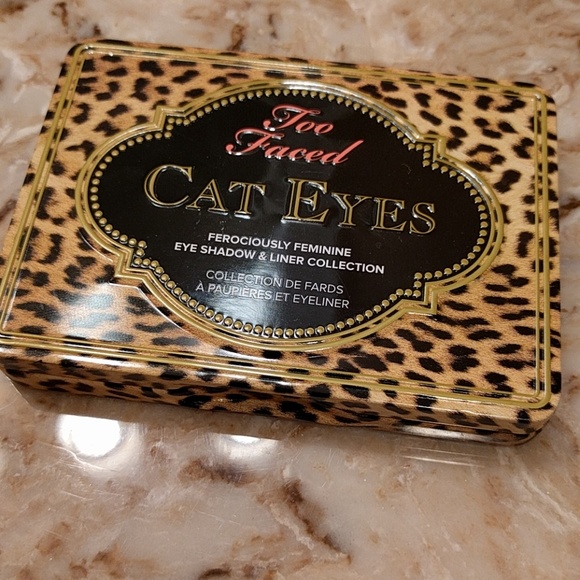 Too
Faced
CAT EYES
FEROCIOUSLY FEMININE
EYE SHADOW & LINER COLLECTION
COLLECTION DE FARDS
À PAUPIÈRES ET EYELINER